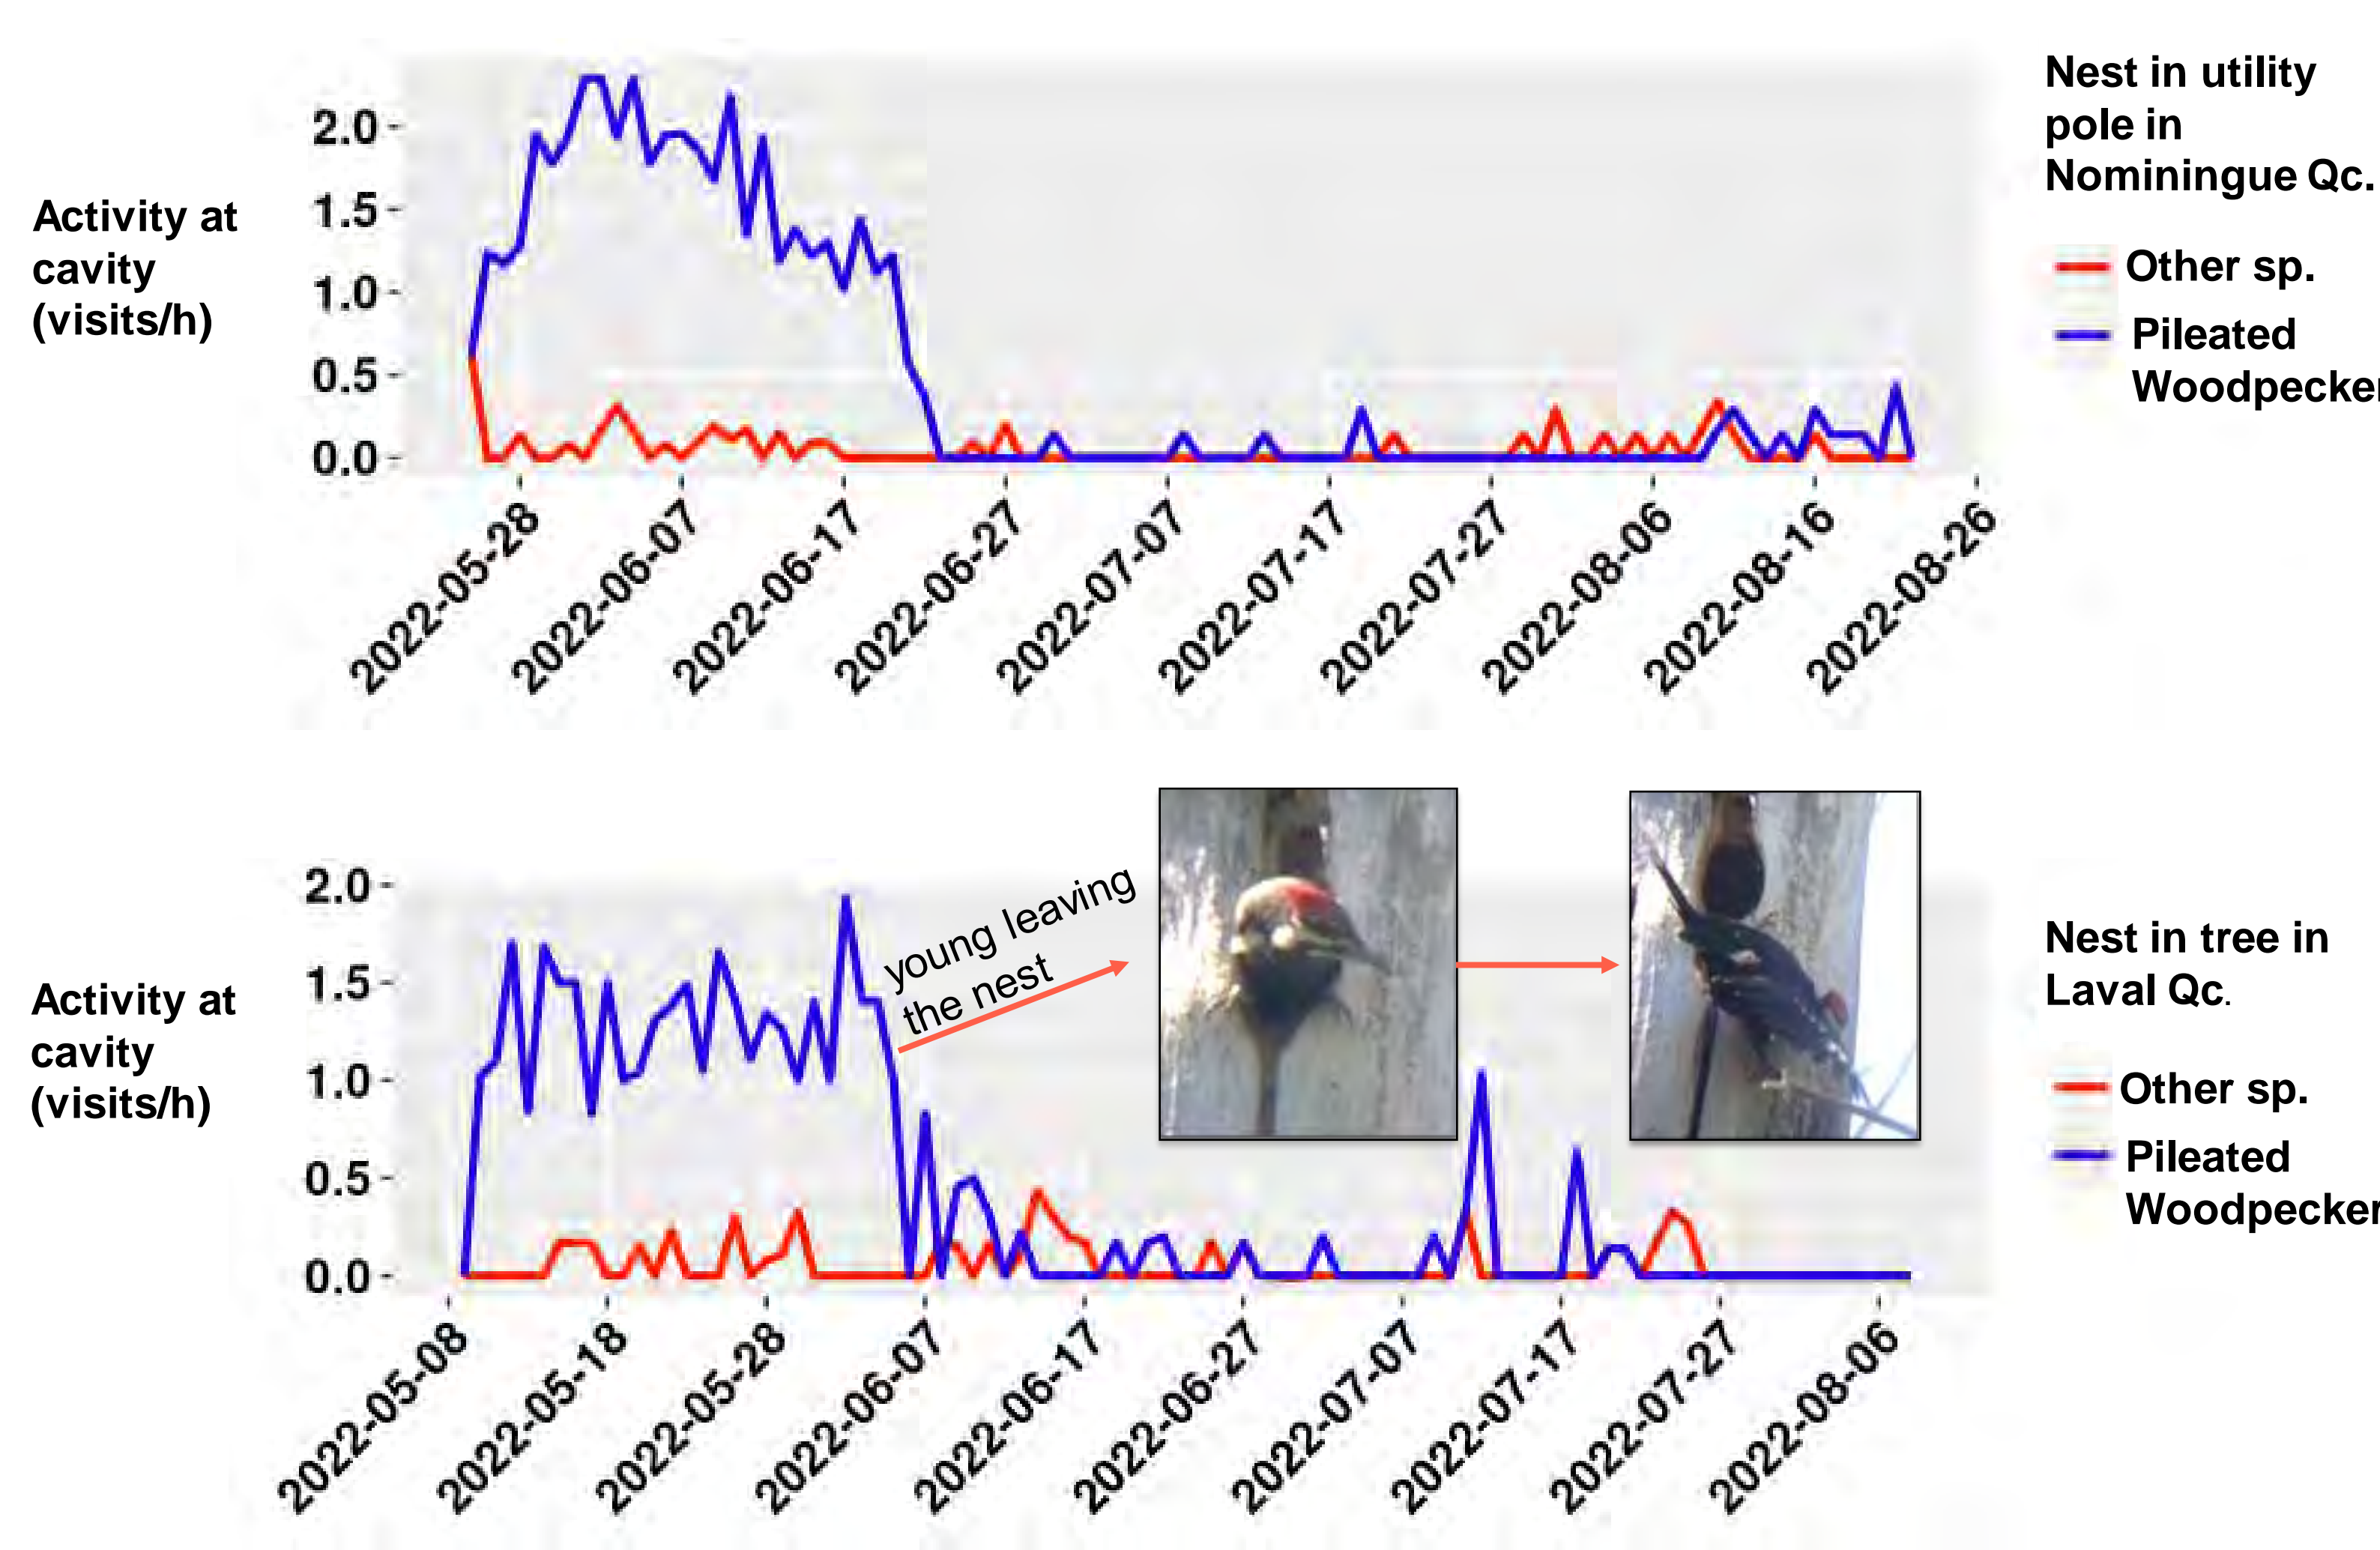 Nest in utility
pole in
Nominingue Qc.
Activity at
cavity
(visits/h)
2.0
1.5
1.0
0.5
0.0
Other sp.
Pileated
Woodpecker
2022-05-28
2022-06-07
2022-06-17
2022-06-27
2022-07-07
2022-07-17
2022-07-27
2022-08-06
2022-08-16
2022-08-26
Activity at
cavity
(visits/h)
2.0
1.5
1.0
0.5
0.0
young leaving
the nest
Nest in tree in
Laval Qc.
Other sp.
Pileated
Woodpecker
2022-05-08
2022-05-18
2022-05-28
2022-06-07
2022-06-17
2022-06-27
2022-07-07
2022-07-17
2022-07-27
2022-08-06